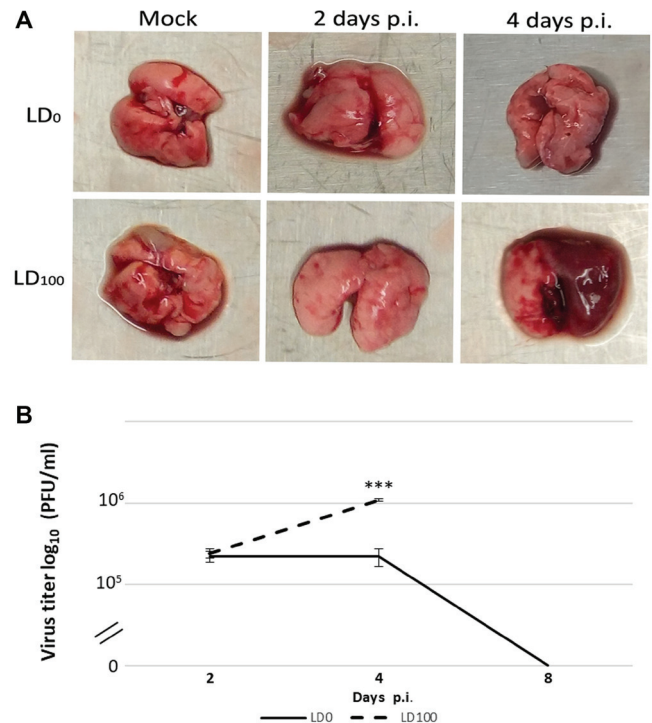 A
Mock 2 days p.i. 4 days p.i.
LD₀
LD₁₀₀
B
Virus titer log₁₀ (PFU/ml)
***
10⁶
10⁵
0
2 4 8
Days p.i.
LD0 LD100